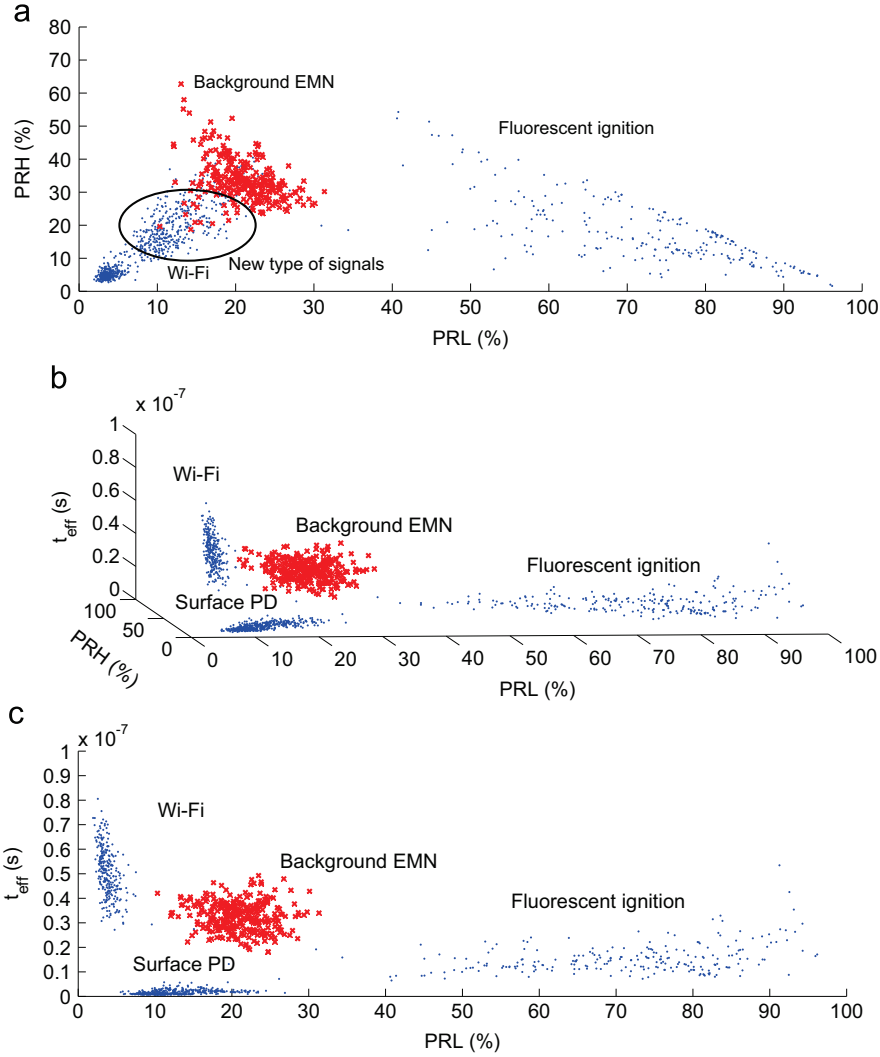 a
80
70
60
50
40
30
20
10
0
PRH (%)
Background EMN
Fluorescent ignition
Wi-Fi
New type of signals
0 10 20 30 40 50 60 70 80 90 100
PRL (%)
b
x 10-7
1
0.8
0.6
0.4
0.2
0
t eff (s)
100
50
0
PRH (%)
Wi-Fi
Background EMN
Fluorescent ignition
Surface PD
0 10 20 30 40 50 60 70 80 90 100
PRL (%)
c
x 10-7
1
0.9
0.8
0.7
0.6
0.5
0.4
0.3
0.2
0.1
0
t eff (s)
Wi-Fi
Background EMN
Fluorescent ignition
Surface PD
0 10 20 30 40 50 60 70 80 90 100
PRL (%)